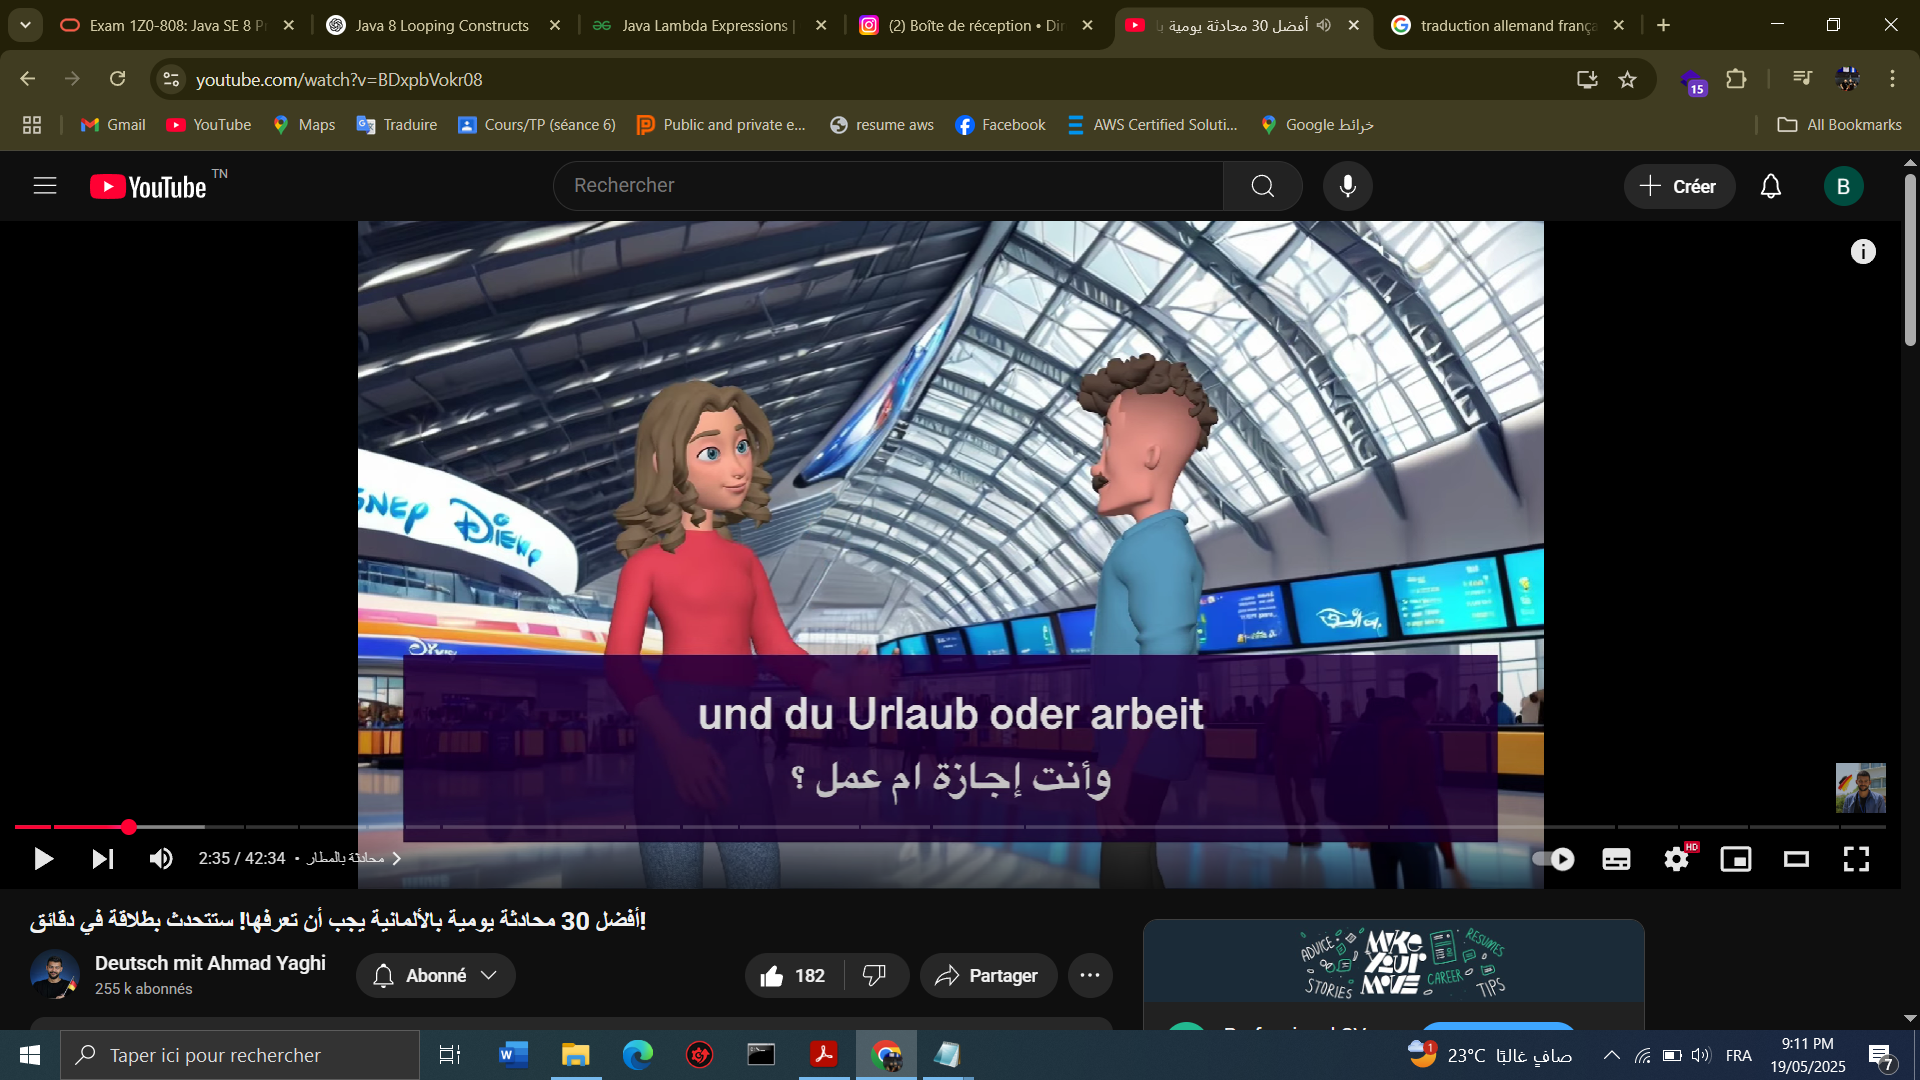 Exam 1Z0-808: Java SE 8 P
Java 8 Looping Constructs
Java Lambda Expressions |
(2) Boîte de réception • Dir
أفضل 30 محادثة يومية با
traduction allemand frança
youtube.com/watch?v=BDxpbVokr08
15
Gmail
YouTube
Maps
Traduire
Cours/TP (séance 6)
Public and private e...
resume aws
Facebook
AWS Certified Soluti...
خرائط Google
All Bookmarks
YouTube TN
Rechercher
Créer
B
und du Urlaub oder arbeit
وأنت إجازة ام عمل ؟
2:35 / 42:34 • محادثة بالمطار
HD
أفضل 30 محادثة يومية بالألمانية يجب أن تعرفها! ستتحدث بطلاقة في دقائق!
Deutsch mit Ahmad Yaghi
255 k abonnés
Abonné
182
Partager
ADVICE
STORIES
MAKE YOUR MOVE
RESUMES
CAREER
TIPS
Taper ici pour rechercher
1
23°C صافٍ غالبًا
FRA
9:11 PM
19/05/2025
7